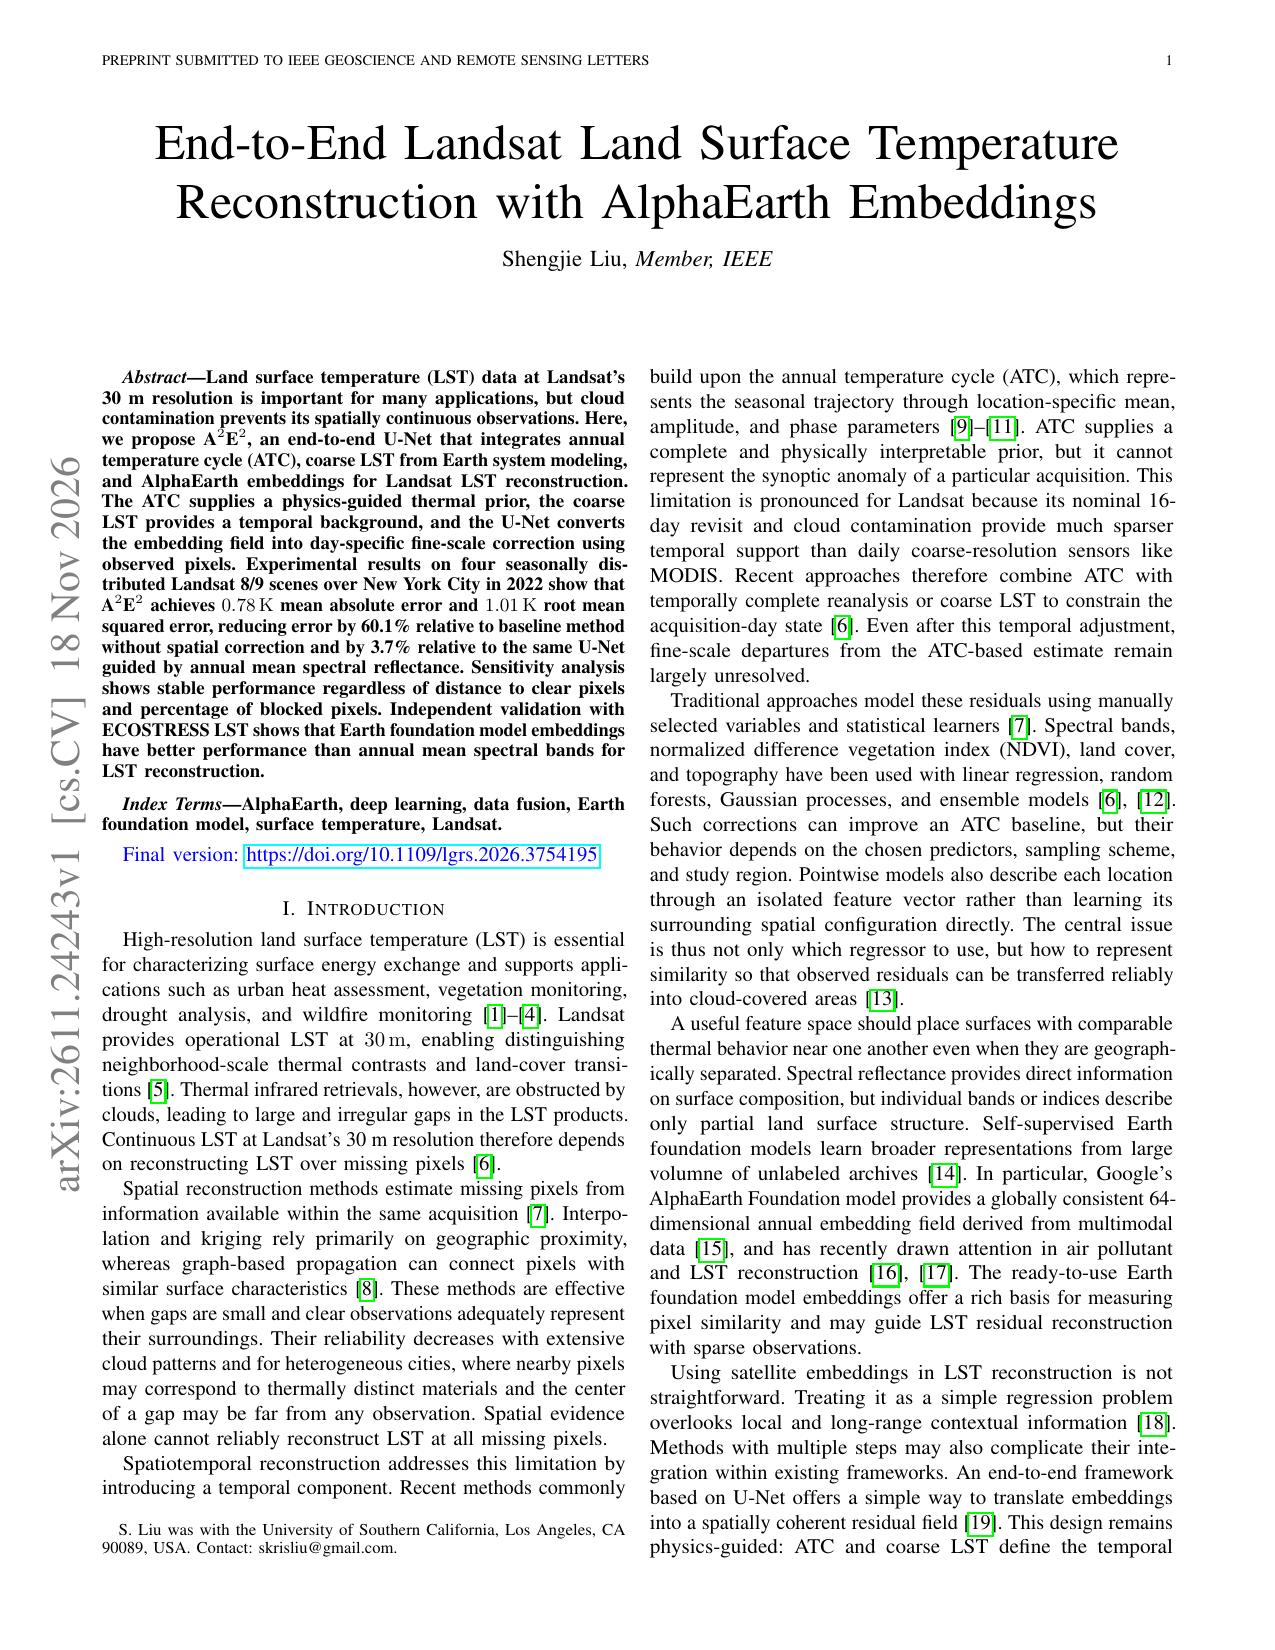 PREPRINT SUBMITTED TO IEEE GEOSCIENCE AND REMOTE SENSING LETTERS 1
End-to-End Landsat Land Surface Temperature
Reconstruction with AlphaEarth Embeddings
Shengjie Liu, Member, IEEE
arXiv:2611.24243v1 [cs.CV] 18 Nov 2026
Abstract—Land surface temperature (LST) data at Landsat's
30 m resolution is important for many applications, but cloud
contamination prevents its spatially continuous observations. Here,
we propose A²E², an end-to-end U-Net that integrates annual
temperature cycle (ATC), coarse LST from Earth system modeling,
and AlphaEarth embeddings for Landsat LST reconstruction.
The ATC supplies a physics-guided thermal prior, the coarse
LST provides a temporal background, and the U-Net converts
the embedding field into day-specific fine-scale correction using
observed pixels. Experimental results on four seasonally dis-
tributed Landsat 8/9 scenes over New York City in 2022 show that
A²E² achieves 0.78 K mean absolute error and 1.01 K root mean
squared error, reducing error by 60.1% relative to baseline method
without spatial correction and by 3.7% relative to the same U-Net
guided by annual mean spectral reflectance. Sensitivity analysis
shows stable performance regardless of distance to clear pixels
and percentage of blocked pixels. Independent validation with
ECOSTRESS LST shows that Earth foundation model embeddings
have better performance than annual mean spectral bands for
LST reconstruction.
Index Terms—AlphaEarth, deep learning, data fusion, Earth
foundation model, surface temperature, Landsat.
Final version: https://doi.org/10.1109/lgrs.2026.3754195
I. INTRODUCTION
High-resolution land surface temperature (LST) is essential
for characterizing surface energy exchange and supports appli-
cations such as urban heat assessment, vegetation monitoring,
drought analysis, and wildfire monitoring [1]–[4]. Landsat
provides operational LST at 30 m, enabling distinguishing
neighborhood-scale thermal contrasts and land-cover transi-
tions [5]. Thermal infrared retrievals, however, are obstructed by
clouds, leading to large and irregular gaps in the LST products.
Continuous LST at Landsat's 30 m resolution therefore depends
on reconstructing LST over missing pixels [6].
Spatial reconstruction methods estimate missing pixels from
information available within the same acquisition [7]. Interpo-
lation and kriging rely primarily on geographic proximity,
whereas graph-based propagation can connect pixels with
similar surface characteristics [8]. These methods are effective
when gaps are small and clear observations adequately represent
their surroundings. Their reliability decreases with extensive
cloud patterns and for heterogeneous cities, where nearby pixels
may correspond to thermally distinct materials and the center
of a gap may be far from any observation. Spatial evidence
alone cannot reliably reconstruct LST at all missing pixels.
Spatiotemporal reconstruction addresses this limitation by
introducing a temporal component. Recent methods commonly
S. Liu was with the University of Southern California, Los Angeles, CA
90089, USA. Contact: skrisliu@gmail.com.
build upon the annual temperature cycle (ATC), which repre-
sents the seasonal trajectory through location-specific mean,
amplitude, and phase parameters [9]–[11]. ATC supplies a
complete and physically interpretable prior, but it cannot
represent the synoptic anomaly of a particular acquisition. This
limitation is pronounced for Landsat because its nominal 16-
day revisit and cloud contamination provide much sparser
temporal support than daily coarse-resolution sensors like
MODIS. Recent approaches therefore combine ATC with
temporally complete reanalysis or coarse LST to constrain the
acquisition-day state [6]. Even after this temporal adjustment,
fine-scale departures from the ATC-based estimate remain
largely unresolved.
Traditional approaches model these residuals using manually
selected variables and statistical learners [7]. Spectral bands,
normalized difference vegetation index (NDVI), land cover,
and topography have been used with linear regression, random
forests, Gaussian processes, and ensemble models [6], [12].
Such corrections can improve an ATC baseline, but their
behavior depends on the chosen predictors, sampling scheme,
and study region. Pointwise models also describe each location
through an isolated feature vector rather than learning its
surrounding spatial configuration directly. The central issue
is thus not only which regressor to use, but how to represent
similarity so that observed residuals can be transferred reliably
into cloud-covered areas [13].
A useful feature space should place surfaces with comparable
thermal behavior near one another even when they are geograph-
ically separated. Spectral reflectance provides direct information
on surface composition, but individual bands or indices describe
only partial land surface structure. Self-supervised Earth
foundation models learn broader representations from large
volumne of unlabeled archives [14]. In particular, Google's
AlphaEarth Foundation model provides a globally consistent 64-
dimensional annual embedding field derived from multimodal
data [15], and has recently drawn attention in air pollutant
and LST reconstruction [16], [17]. The ready-to-use Earth
foundation model embeddings offer a rich basis for measuring
pixel similarity and may guide LST residual reconstruction
with sparse observations.
Using satellite embeddings in LST reconstruction is not
straightforward. Treating it as a simple regression problem
overlooks local and long-range contextual information [18].
Methods with multiple steps may also complicate their inte-
gration within existing frameworks. An end-to-end framework
based on U-Net offers a simple way to translate embeddings
into a spatially coherent residual field [19]. This design remains
physics-guided: ATC and coarse LST define the temporal